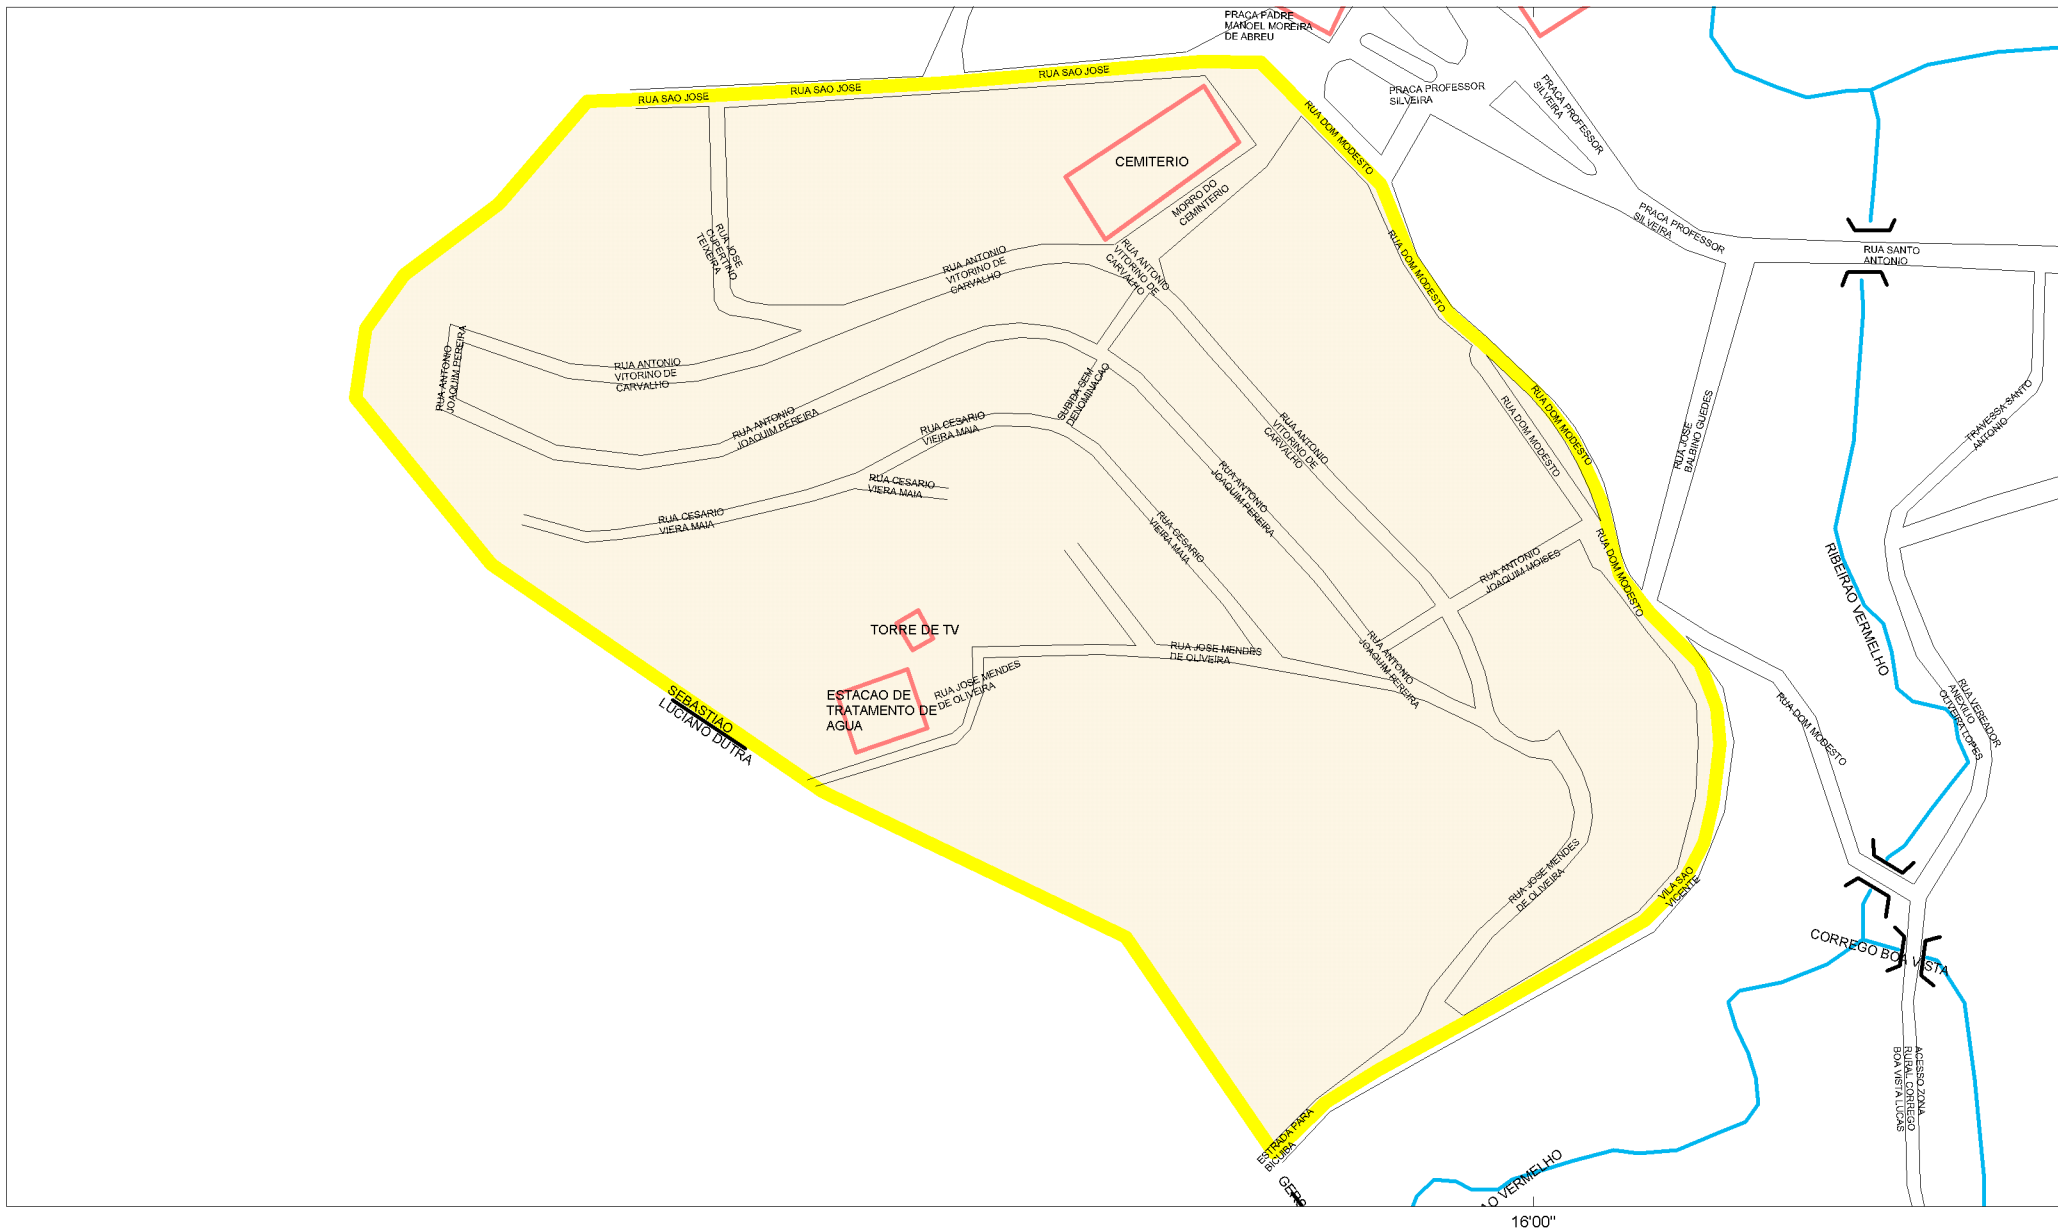 PRACA PADRE
MANOEL MOREIRA
DE ABREU
RUA SAO JOSE
RUA SAO JOSE
RUA SAO JOSE
PRACA PROFESSOR
SILVEIRA
PRACA PROFESSOR
SILVEIRA
RUA DOM MODESTO
CEMITERIO
MORRO DO
CEMINTERIO
PRACA PROFESSOR
SILVEIRA
RUA SANTO
ANTONIO
RUA JOSE
CUPERTINO
TEIXEIRA
RUA ANTONIO
VITORINO DE
CARVALHO
RUA ANTONIO
VITORINO DE
CARVALHO
RUA DOM MODESTO
RUA ANTONIO
JOAQUIM PEREIRA
RUA ANTONIO
VITORINO DE
CARVALHO
SUBIDA SEM
DENOMINACAO
RUA DOM MODESTO
RUA DOM MODESTO
RUA JOSE
BALBINO GUEDES
TRAVESSA SANTO
ANTONIO
RUA ANTONIO
JOAQUIM PEREIRA
RUA CESARIO
VIEIRA MAIA
RUA ANTONIO
VITORINO DE
CARVALHO
RUA CESARIO
VIERA MAIA
RUA ANTONIO
JOAQUIM PEREIRA
RUA CESARIO
VIERA MAIA
RUA CESARIO
VIEIRA MAIA
RUA ANTONIO
JOAQUIM MOISES
RUA DOM MODESTO
RIBEIRAO VERMELHO
TORRE DE TV
RUA JOSE MENDES
DE OLIVEIRA
RUA ANTONIO
JOAQUIM PEREIRA
RUA JOSE MENDES
DE OLIVEIRA
ESTACAO DE
TRATAMENTO DE
AGUA
SEBASTIAO
LUCIANO DUTRA
RUA DOM MODESTO
RUA VEREADOR
ANEXILIO
OLIVEIRA LOPES
RUA JOSE MENDES
DE OLIVEIRA
VILA SAO
VICENTE
CORREGO BOA VISTA
ACESSO ZONA
RURAL CORREGO
BOA VISTA LUCAS
ESTRADA PARA
BICUIBA
GERS
AO VERMELHO
16'00"